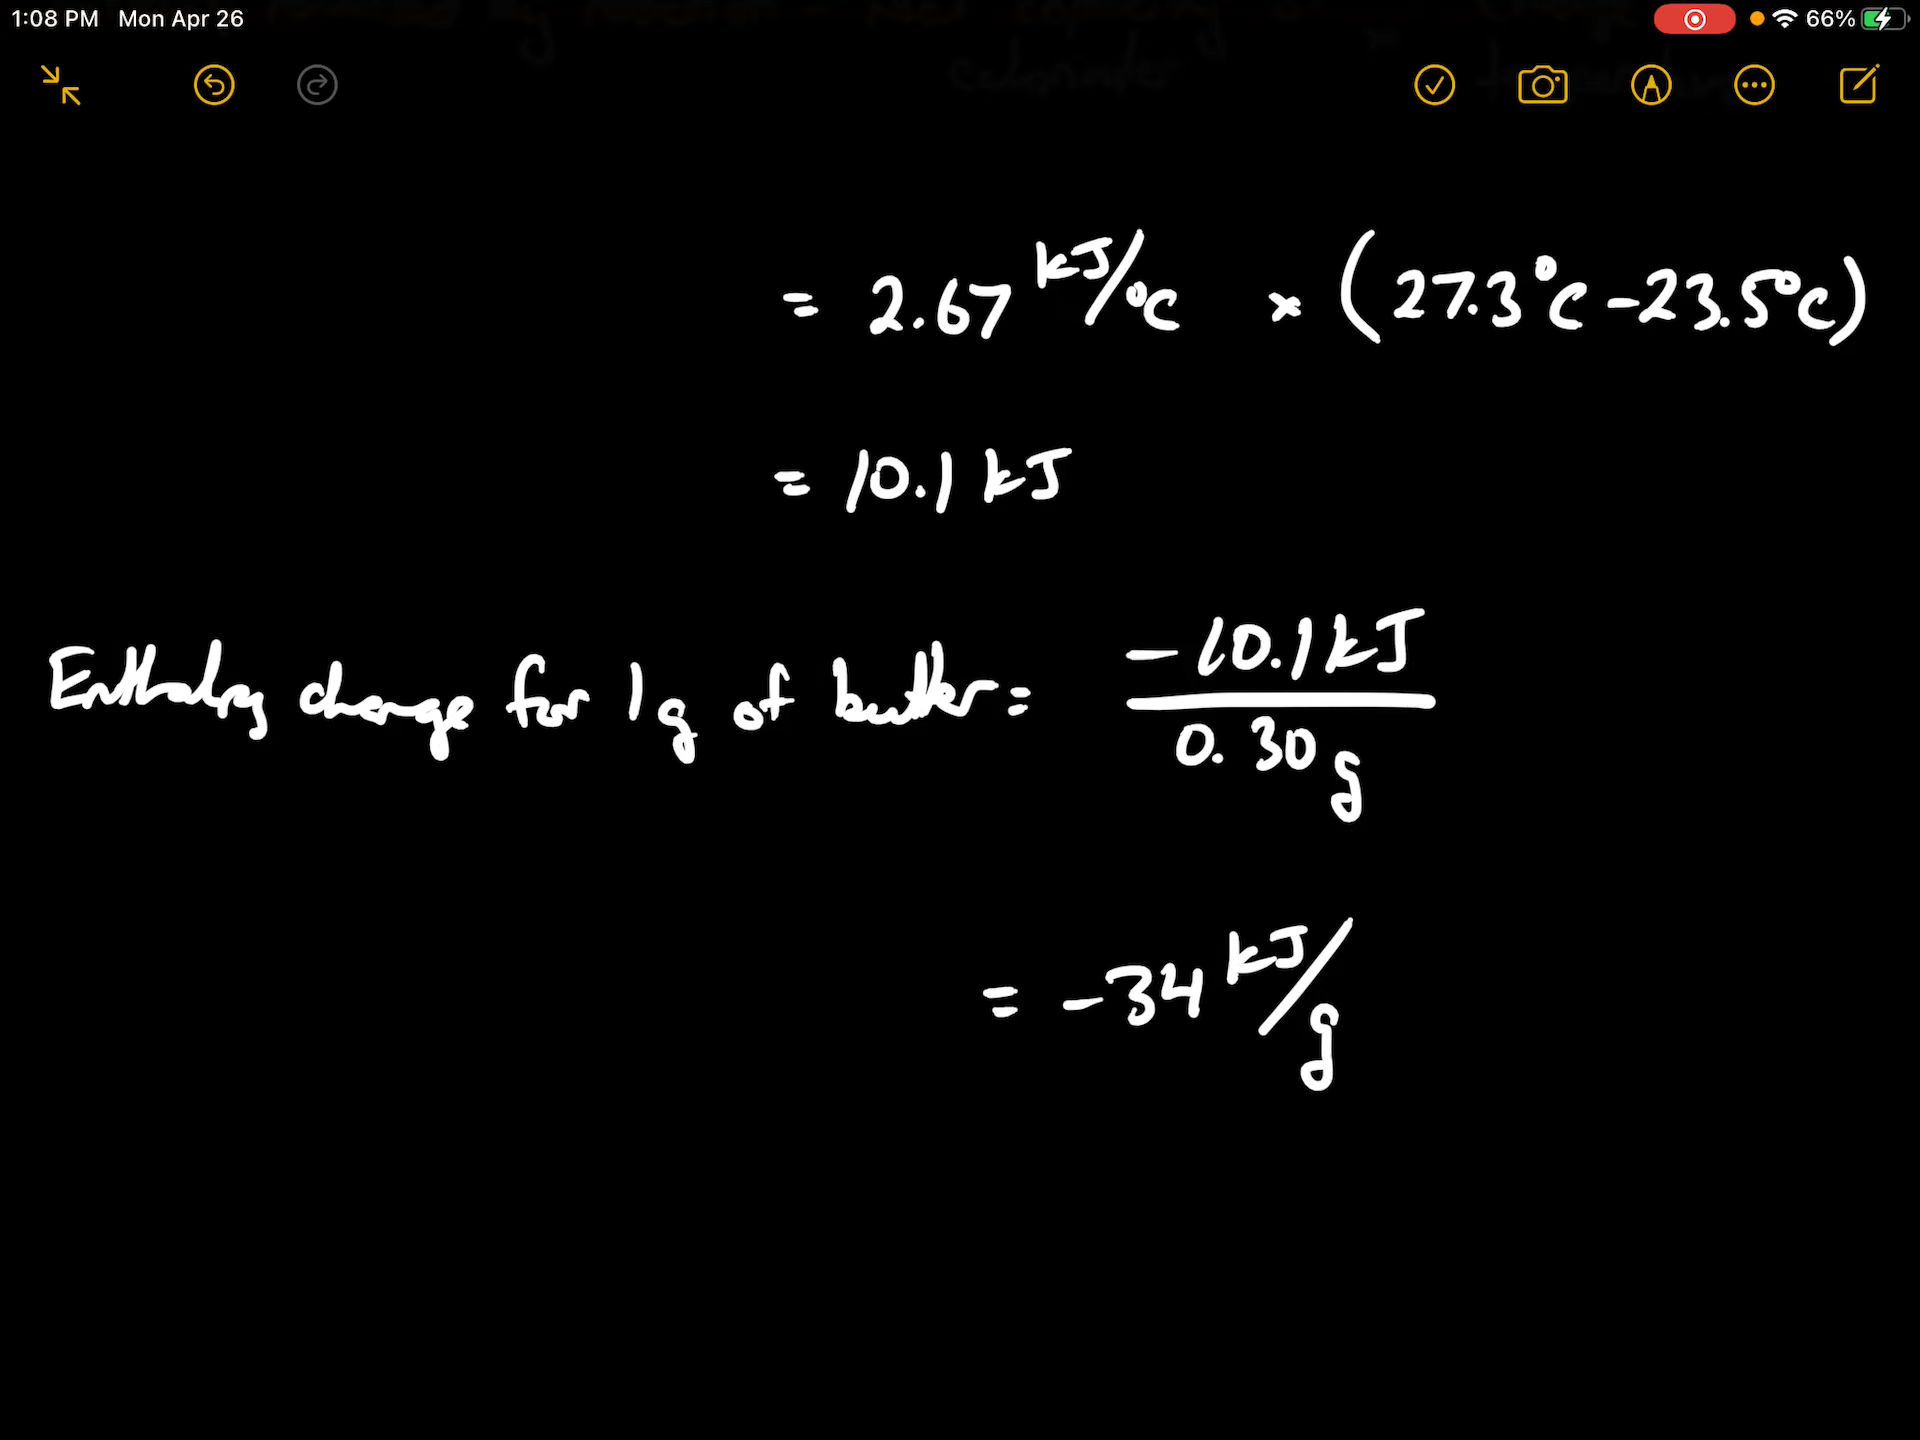 1:08 PM Mon Apr 26
66%
calorimeter
= 2.67 kJ/°C × (27.3°C - 23.5°C)
= 10.1 kJ
Enthalpy change for 1g of butter = -10.1 kJ / 0.30 g
= -34 kJ/g